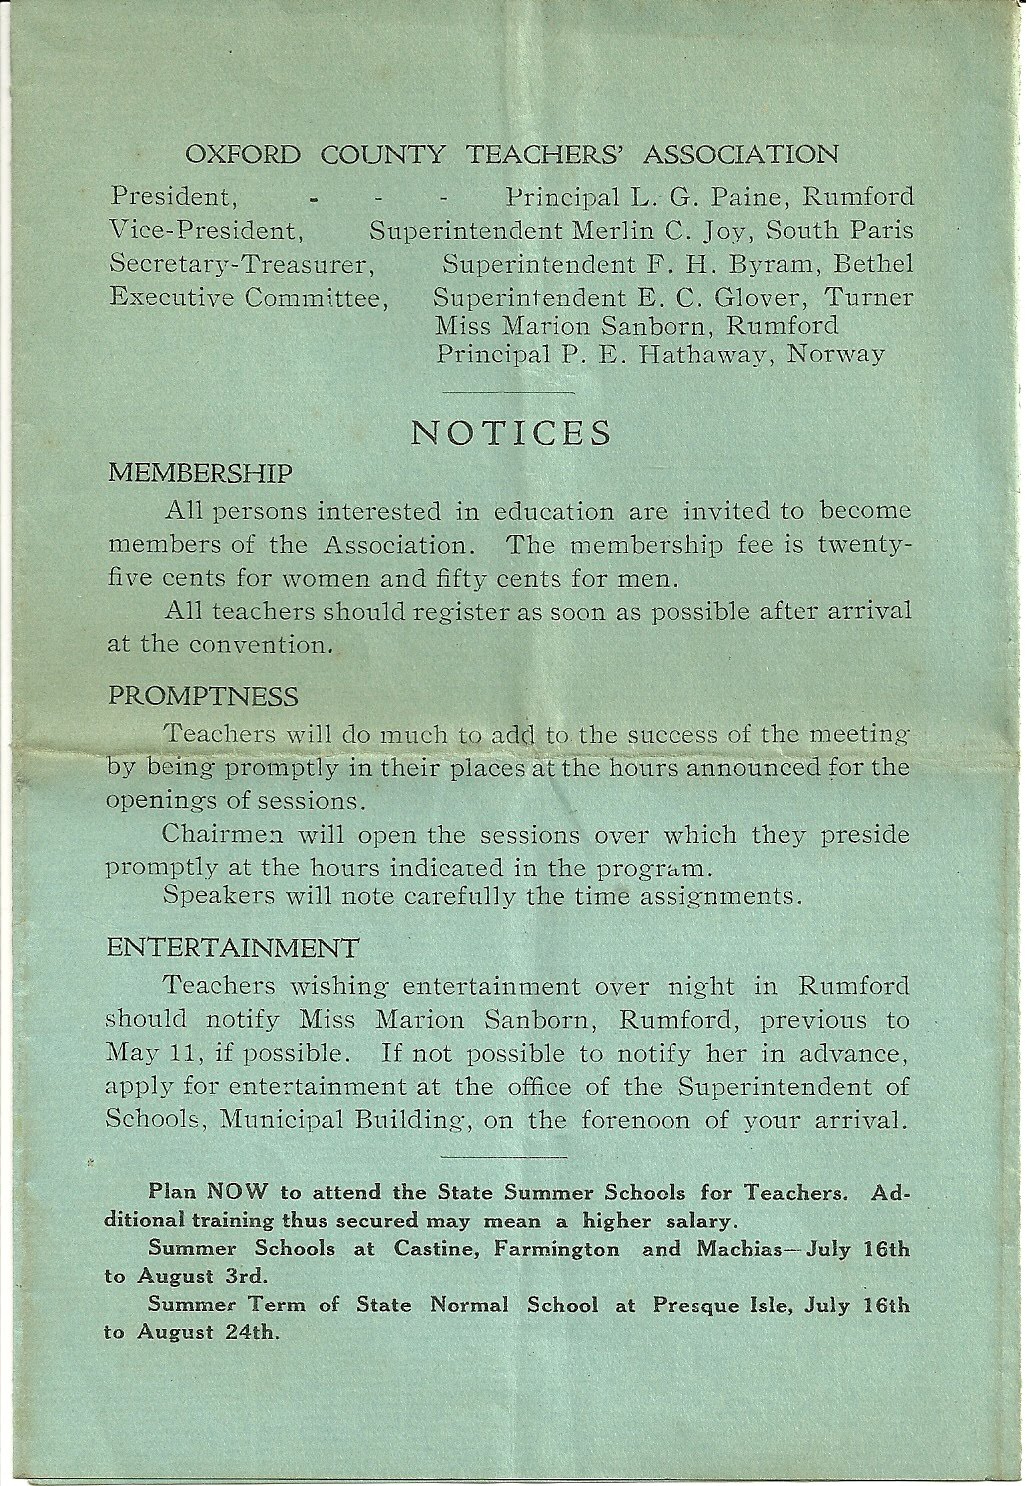 OXFORD COUNTY TEACHERS' ASSOCIATION
President, - - - Principal L. G. Paine, Rumford
Vice-President, Superintendent Merlin C. Joy, South Paris
Secretary-Treasurer, Superintendent F. H. Byram, Bethel
Executive Committee, Superintendent E. C. Glover, Turner
Miss Marion Sanborn, Rumford
Principal P. E. Hathaway, Norway
NOTICES
MEMBERSHIP
All persons interested in education are invited to become
members of the Association. The membership fee is twenty-
five cents for women and fifty cents for men.
All teachers should register as soon as possible after arrival
at the convention.
PROMPTNESS
Teachers will do much to add to the success of the meeting
by being promptly in their places at the hours announced for the
openings of sessions.
Chairmen will open the sessions over which they preside
promptly at the hours indicated in the program.
Speakers will note carefully the time assignments.
ENTERTAINMENT
Teachers wishing entertainment over night in Rumford
should notify Miss Marion Sanborn, Rumford, previous to
May 11, if possible. If not possible to notify her in advance,
apply for entertainment at the office of the Superintendent of
Schools, Municipal Building, on the forenoon of your arrival.
Plan NOW to attend the State Summer Schools for Teachers. Ad-
ditional training thus secured may mean a higher salary.
Summer Schools at Castine, Farmington and Machias—July 16th
to August 3rd.
Summer Term of State Normal School at Presque Isle, July 16th
to August 24th.